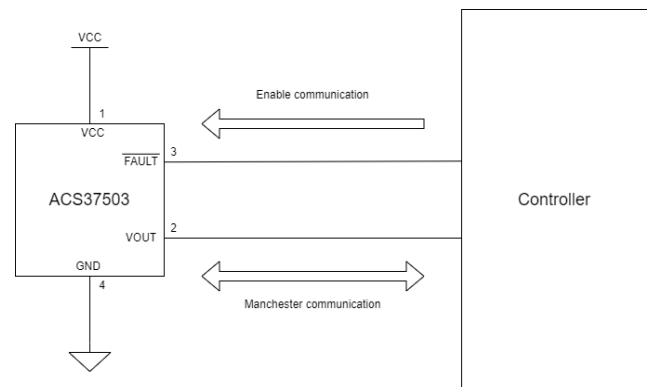 VCC
Enable communication
1
VCC
FAULT
3
ACS37503
Controller
VOUT
2
GND
4
Manchester communication